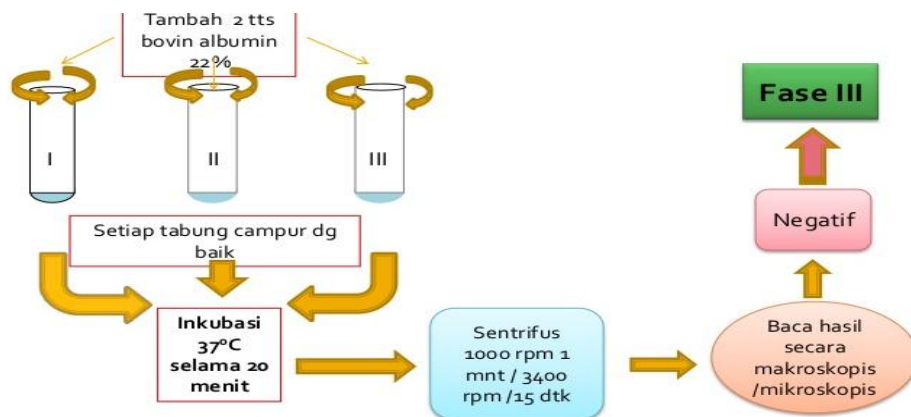 Tambah 2 tts
bovin albumin
22%
I
II
III
Setiap tabung campur dg
baik
Inkubasi
37°C
selama 20
menit
Sentrifus
1000 rpm 1
mnt / 3400
rpm /15 dtk
Baca hasil
secara
makroskopis
/mikroskopis
Negatif
Fase III